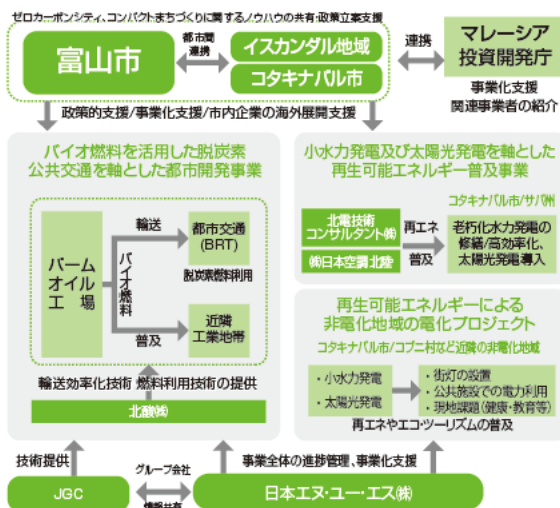 ゼロカーボンシティ、コンパクトまちづくりに関するノウハウの共有・政策立案支援
富山市
都市間
連携
イスカンダル地域
コタキナバル市
連携
マレーシア
投資開発庁
事業化支援
関連事業者の紹介
政策的支援/事業化支援/市内企業の海外展開支援
バイオ燃料を活用した脱炭素
公共交通を軸とした都市開発事業
パーム
オイル
工場
バイオ燃料
輸送
都市交通
(BRT)
脱炭素燃料利用
普及
近隣
工業地帯
輸送効率化技術 燃料利用技術の提供
北酸㈱
小水力発電及び太陽光発電を軸とした
再生可能エネルギー普及事業
コタキナバル市/サバ州
北電技術
コンサルタント㈱
㈱日本空調北陸
再エネ
普及
老朽化水力発電の
修繕/高効率化、
太陽光発電導入
再生可能エネルギーによる
非電化地域の電化プロジェクト
コタキナバル市/コプニ村など近隣の非電化地域
・小水力発電
・太陽光発電
・街灯の設置
・公共施設での電力利用
・現地課題(健康・教育等)
再エネやエコ・ツーリズムの普及
技術提供
グループ会社
事業全体の進捗管理、事業化支援
JGC
情報共有
日本エヌ・ユー・エス㈱